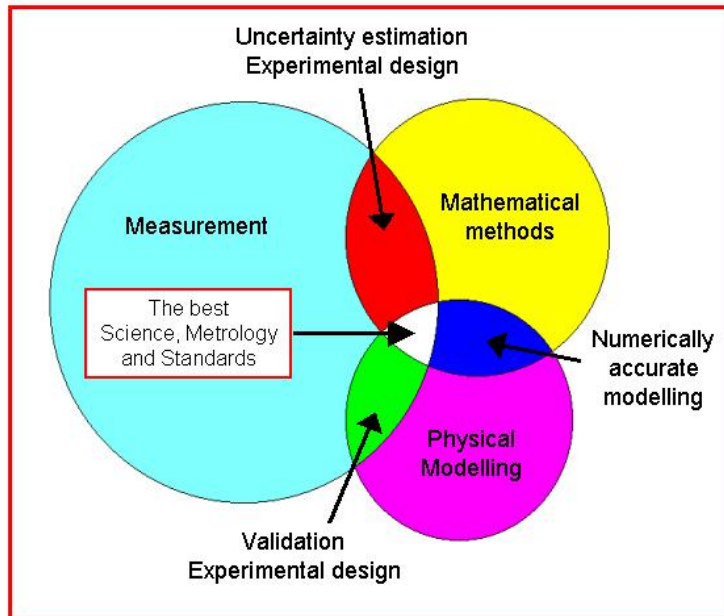 Uncertainty estimation
Experimental design
Measurement
Mathematical
methods
The best
Science, Metrology
and Standards
Numerically
accurate
modelling
Physical
Modelling
Validation
Experimental design